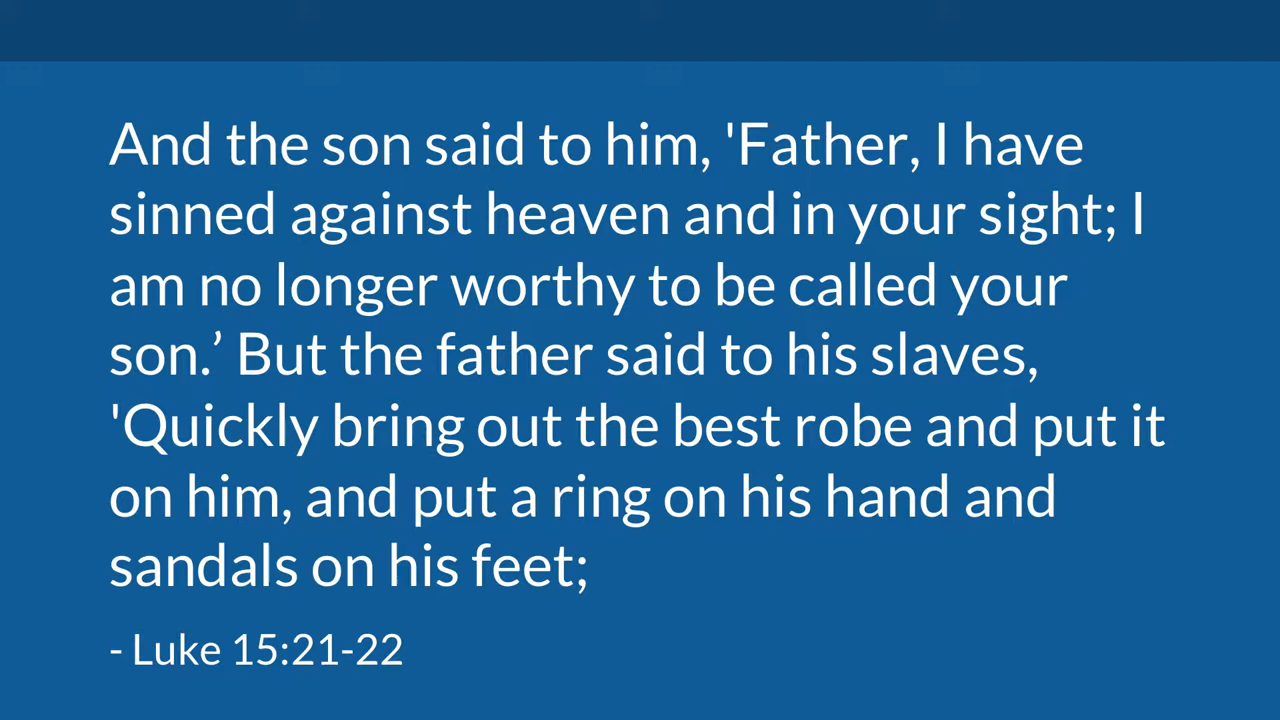 And the son said to him, 'Father, I have
sinned against heaven and in your sight; I
am no longer worthy to be called your
son.’ But the father said to his slaves,
'Quickly bring out the best robe and put it
on him, and put a ring on his hand and
sandals on his feet;
- Luke 15:21-22